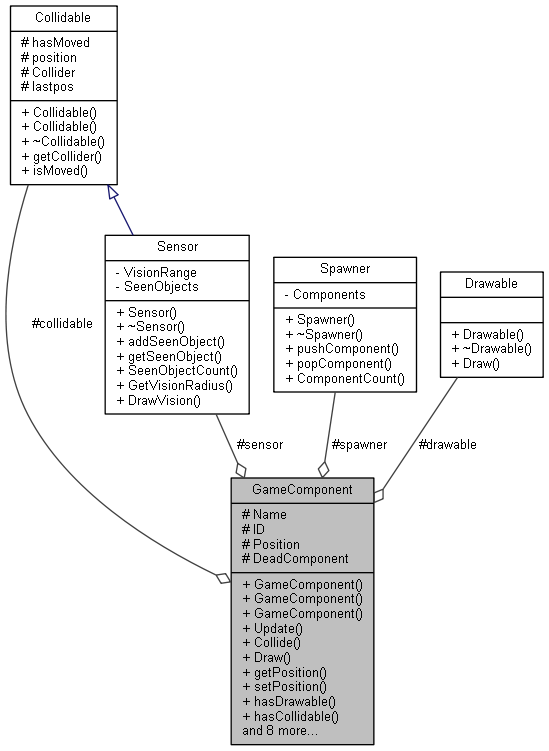 Collidable
# hasMoved
# position
# Collider
# lastpos
+ Collidable()
+ Collidable()
+ ~Collidable()
+ getCollider()
+ isMoved()
Sensor
- VisionRange
- SeenObjects
+ Sensor()
+ ~Sensor()
+ addSeenObject()
+ getSeenObject()
+ SeenObjectCount()
+ GetVisionRadius()
+ DrawVision()
Spawner
- Components
+ Spawner()
+ ~Spawner()
+ pushComponent()
+ popComponent()
+ ComponentCount()
Drawable
+ Drawable()
+ ~Drawable()
+ Draw()
#collidable
#sensor
#spawner
#drawable
GameComponent
# Name
# ID
# Position
# DeadComponent
+ GameComponent()
+ GameComponent()
+ GameComponent()
+ Update()
+ Collide()
+ Draw()
+ getPosition()
+ setPosition()
+ hasDrawable()
+ hasCollidable()
and 8 more...